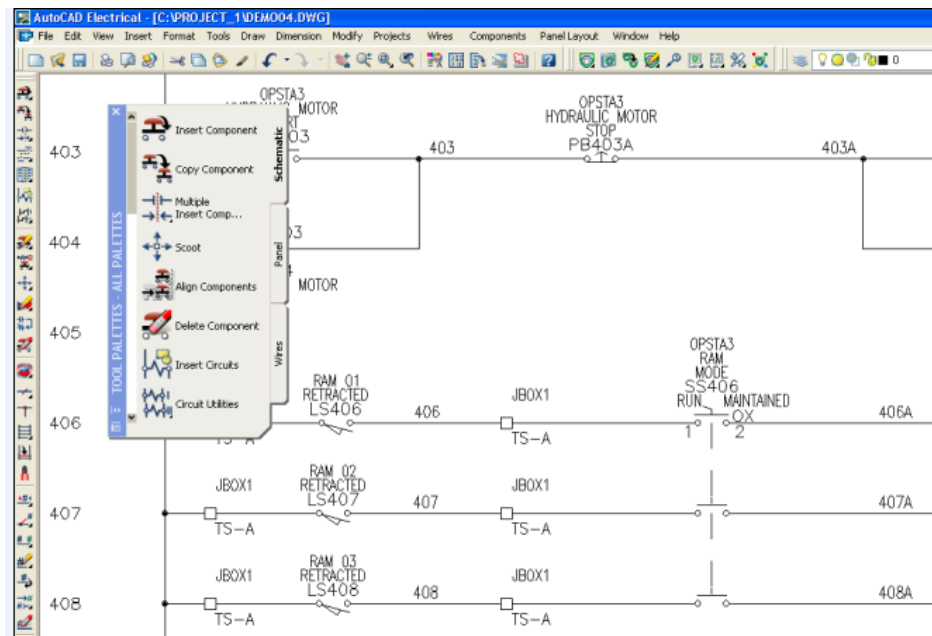 AutoCAD Electrical - [C:\PROJECT_1\DEMO04.DWG]
File Edit View Insert Format Tools Draw Dimension Modify Projects Wires Components Panel Layout Window Help
0
OPSTA3
MOTOR
403
403
OPSTA3
HYDRAULIC MOTOR
STOP
PB403A
403A
404
MOTOR
405
TOOL PALETTES - ALL PALETTES
Insert Component
Copy Component
Multiple
Insert Comp...
Scoot
Align Components
Delete Component
Insert Circuits
Circuit Utilities
Schematic
Panel
Wires
OPSTA3
RAM
MODE
SS406
RUN MAINTAINED
OX
1 2
406
RAM 01
RETRACTED
LS406
406
JBOX1
TS-A
406A
TS-A
407
JBOX1
TS-A
RAM 02
RETRACTED
LS407
407
JBOX1
TS-A
407A
408
JBOX1
TS-A
RAM 03
RETRACTED
LS408
408
JBOX1
TS-A
408A